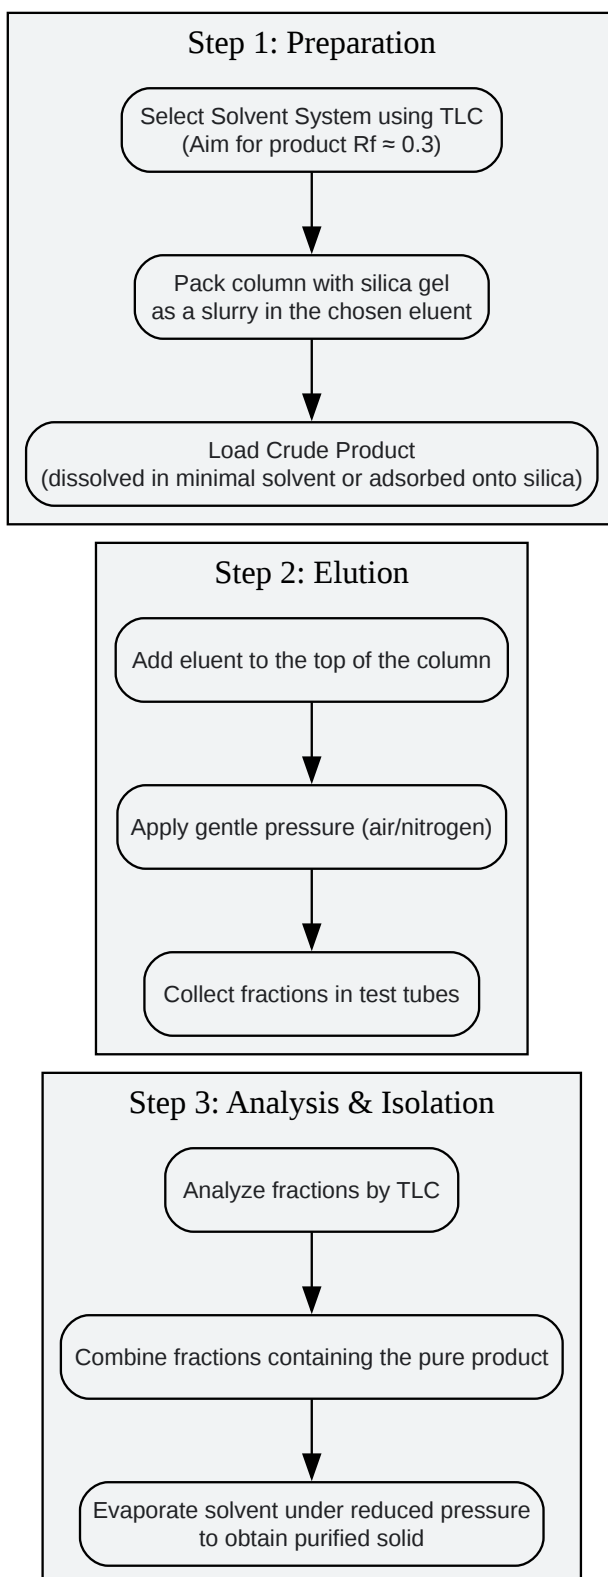 Step 1: Preparation
Select Solvent System using TLC
(Aim for product Rf ≈ 0.3)
Pack column with silica gel
as a slurry in the chosen eluent
Load Crude Product
(dissolved in minimal solvent or adsorbed onto silica)
Step 2: Elution
Add eluent to the top of the column
Apply gentle pressure (air/nitrogen)
Collect fractions in test tubes
Step 3: Analysis & Isolation
Analyze fractions by TLC
Combine fractions containing the pure product
Evaporate solvent under reduced pressure
to obtain purified solid